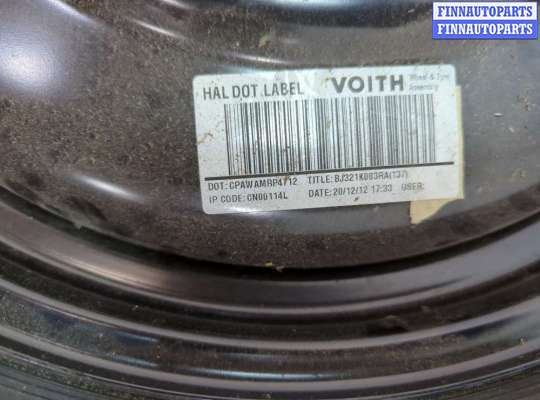 FINNAUTOPARTS
FINNAUTOPARTS
HAL DOT LABEL VOITH Wheel & Tyre Assembly
DOT: CPAWAMRP4712 TITLE: BJ321K083RA(137)
IP CODE: CN00114L DATE: 20/12/12 17:33 USER: